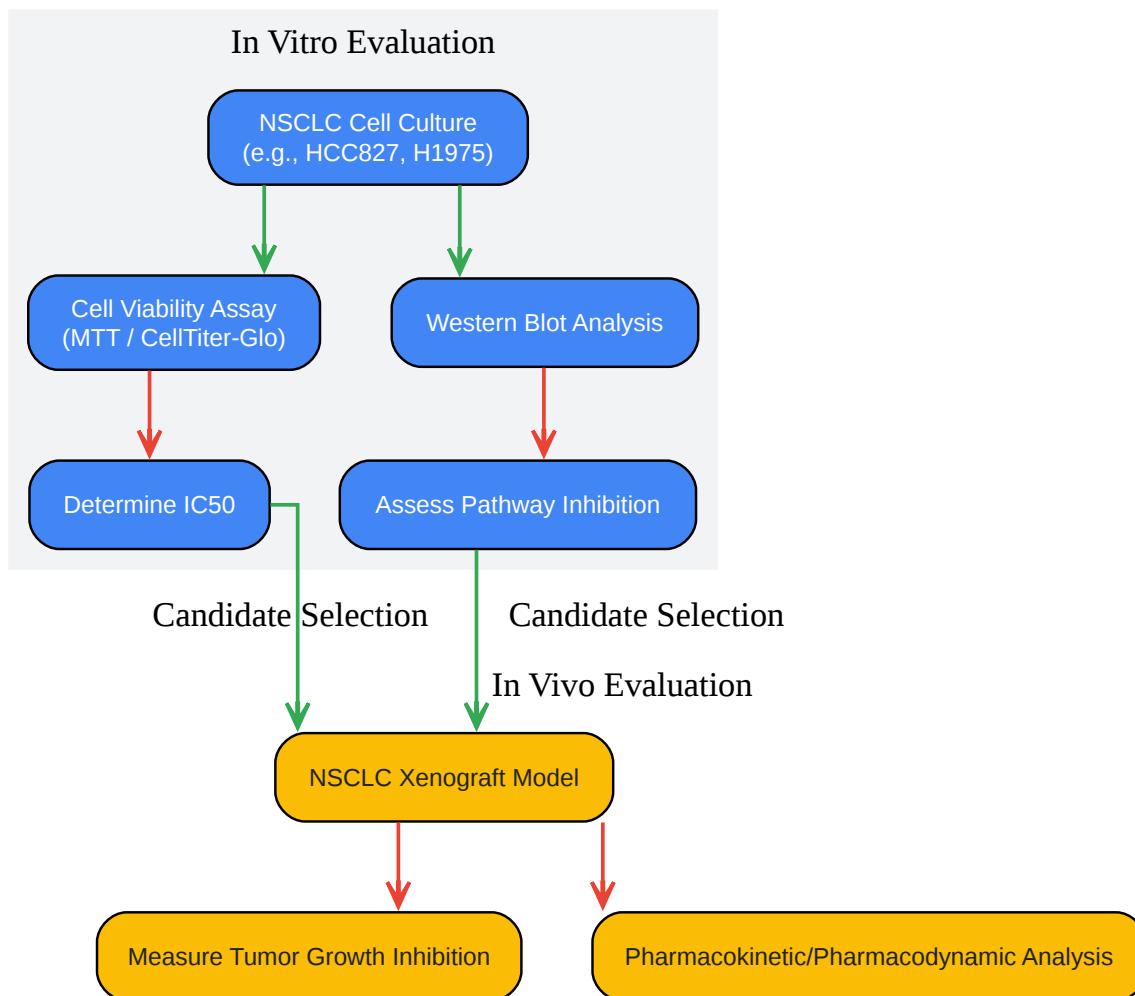 In Vitro Evaluation
NSCLC Cell Culture
(e.g., HCC827, H1975)
Cell Viability Assay
(MTT / CellTiter-Glo)
Western Blot Analysis
Determine IC50
Assess Pathway Inhibition
Candidate Selection
Candidate Selection
In Vivo Evaluation
NSCLC Xenograft Model
Measure Tumor Growth Inhibition
Pharmacokinetic/Pharmacodynamic Analysis